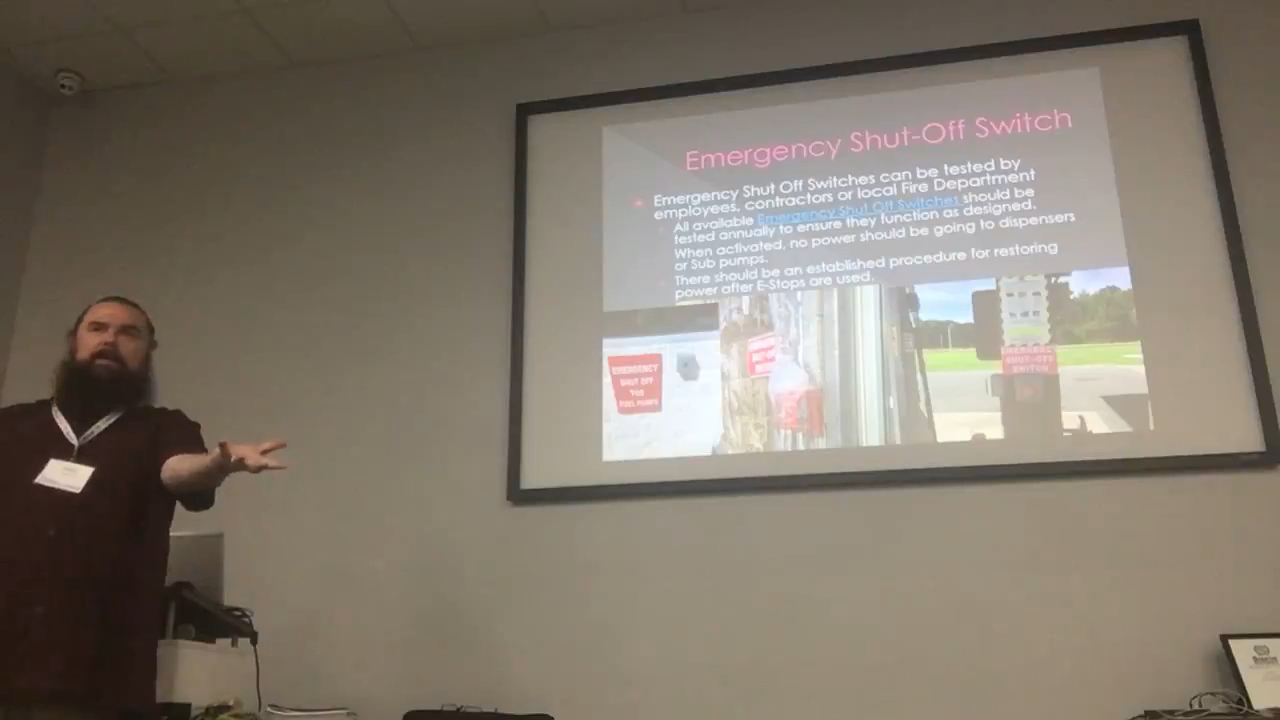 Emergency Shut-Off Switch
Emergency Shut Off Switches can be tested by
employees, contractors or local Fire Department
All available Emergency Shut Off Switches should be
tested annually to ensure they function as designed.
When activated, no power should be going to dispensers
or Sub pumps.
There should be an established procedure for restoring
power after E-Stops are used.
EMERGENCY
SHUT OFF
FOR
FUEL PUMPS
EMERGENCY
SHUT-OFF
SWITCH